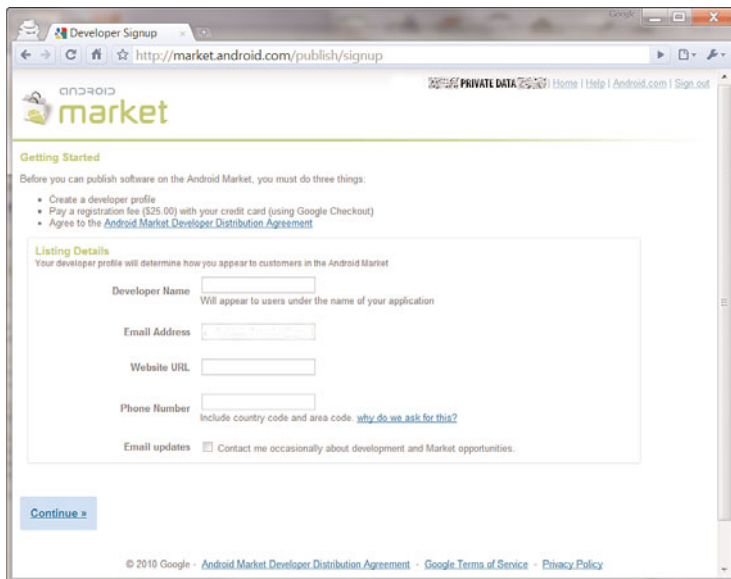 Google
Developer Signup
http://market.android.com/publish/signup
PRIVATE DATA | Home | Help | Android.com | Sign out
android
market
Getting Started
Before you can publish software on the Android Market, you must do three things:
• Create a developer profile
• Pay a registration fee ($25.00) with your credit card (using Google Checkout)
• Agree to the Android Market Developer Distribution Agreement
Listing Details
Your developer profile will determine how you appear to customers in the Android Market
Developer Name
Will appear to users under the name of your application
Email Address
Website URL
Phone Number
Include country code and area code. why do we ask for this?
Email updates Contact me occasionally about development and Market opportunities.
Continue »
© 2010 Google - Android Market Developer Distribution Agreement - Google Terms of Service - Privacy Policy